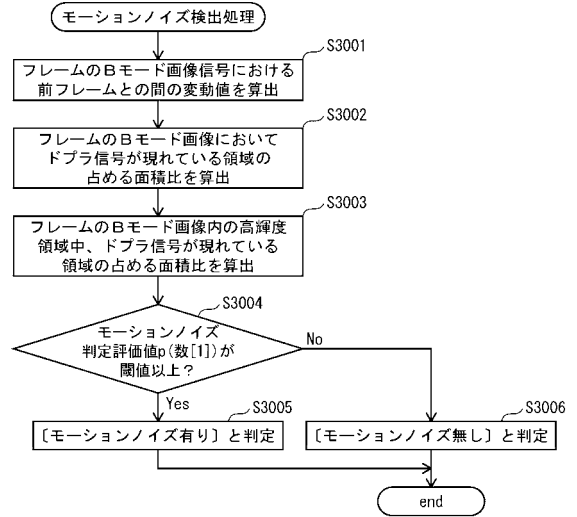 モーションノイズ検出処理
S3001
フレームのBモード画像信号における
前フレームとの間の変動値を算出
S3002
フレームのBモード画像において
ドプラ信号が現れている領域の
占める面積比を算出
S3003
フレームのBモード画像内の高輝度
領域中、ドプラ信号が現れている
領域の占める面積比を算出
S3004
モーションノイズ
判定評価値p(数[1])が
閾値以上?
No
Yes
S3005
〔モーションノイズ有り〕と判定
S3006
〔モーションノイズ無し〕と判定
end